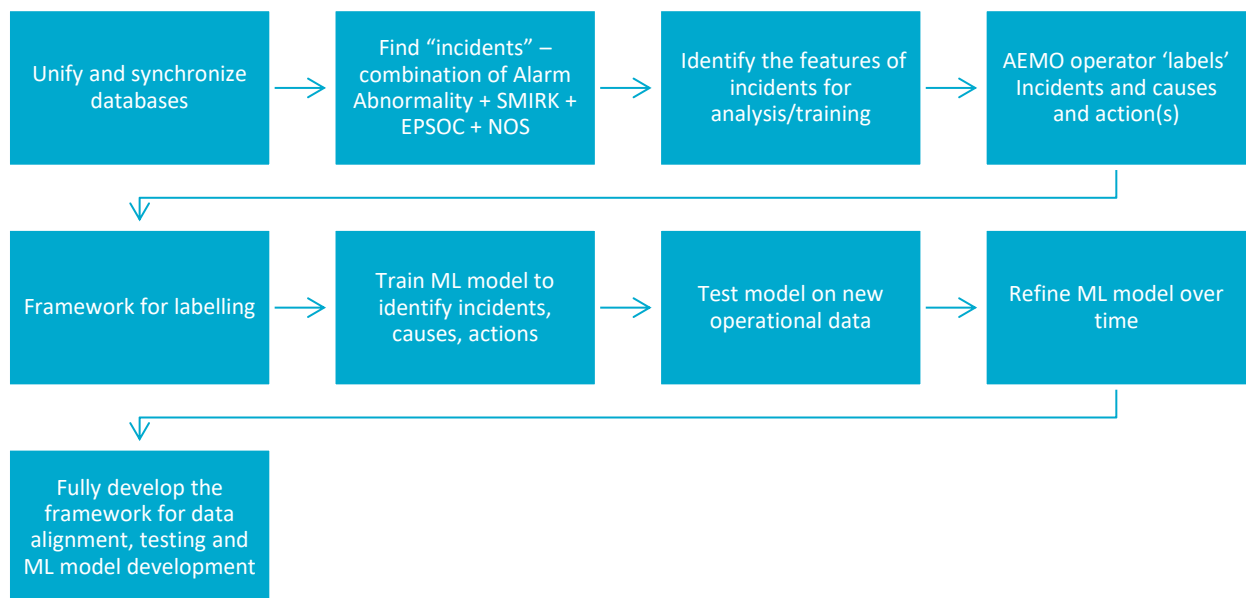 Unify and synchronize
databases
Find “incidents” –
combination of Alarm
Abnormality + SMIRK +
EPSOC + NOS
Identify the features of
incidents for
analysis/training
AEMO operator ‘labels’
Incidents and causes
and action(s)
Framework for labelling
Train ML model to
identify incidents,
causes, actions
Test model on new
operational data
Refine ML model over
time
Fully develop the
framework for data
alignment, testing and
ML model development